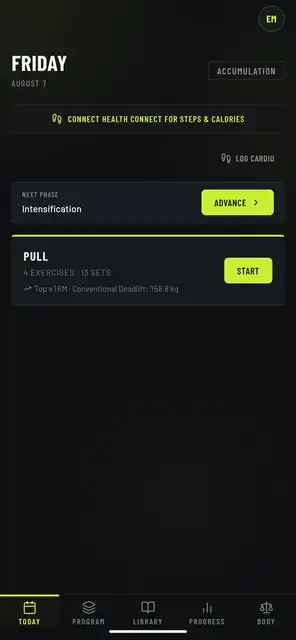 EM
FRIDAY
AUGUST 7
ACCUMULATION
CONNECT HEALTH CONNECT FOR STEPS & CALORIES
LOG CARDIO
NEXT PHASE
Intensification
ADVANCE
PULL
4 EXERCISES · 13 SETS
START
Top e1RM · Conventional Deadlift: 158.8 kg
TODAY
PROGRAM
LIBRARY
PROGRESS
BODY